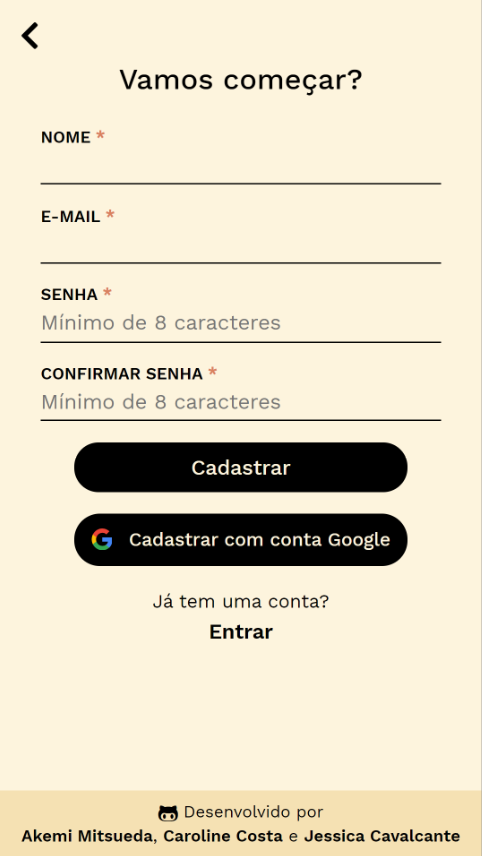 Vamos começar?
NOME *
E-MAIL *
SENHA *
Mínimo de 8 caracteres
CONFIRMAR SENHA *
Mínimo de 8 caracteres
Cadastrar
Cadastrar com conta Google
Já tem uma conta?
Entrar
Desenvolvido por
Akemi Mitsueda, Caroline Costa e Jessica Cavalcante